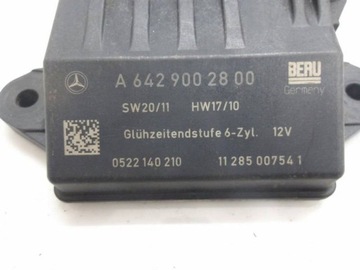 A 642 900 28 00
BERU
Germany
SW20/11 HW17/10
Glühzeitendstufe 6-Zyl. 12V
0522 140 210
11 285 00754 1